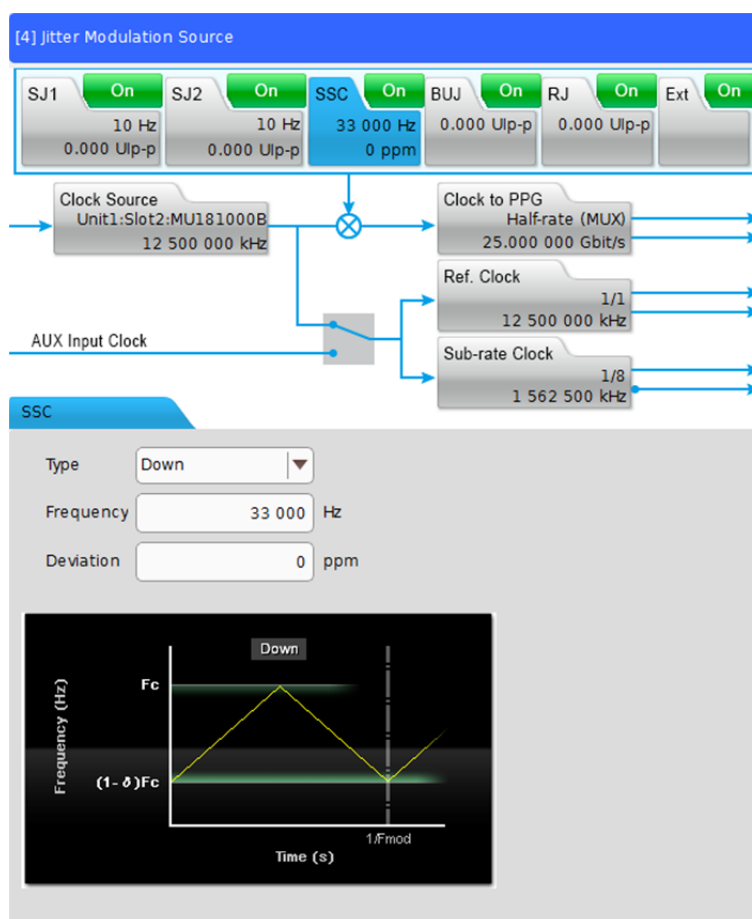 [4] Jitter Modulation Source
SJ1 On SJ2 On SSC On BUJ On RJ On Ext On
10 Hz 10 Hz 33 000 Hz 0.000 UIp-p 0.000 UIp-p
0.000 UIp-p 0.000 UIp-p 0 ppm
Clock Source
Unit1:Slot2:MU181000B
12 500 000 kHz
Clock to PPG
Half-rate (MUX)
25.000 000 Gbit/s
Ref. Clock
1/1
12 500 000 kHz
AUX Input Clock
Sub-rate Clock
1/8
1 562 500 kHz
SSC
Type Down
Frequency 33 000 Hz
Deviation 0 ppm
Down
Fc
Frequency (Hz)
(1-δ)Fc
1/Fmod
Time (s)